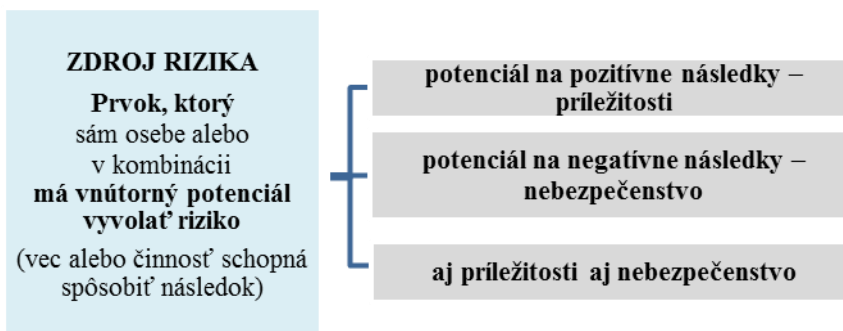 ZDROJ RIZIKA
Prvok, ktorý
sám osebe alebo
v kombinácii
má vnútorný potenciál
vyvolať riziko
(vec alebo činnosť schopná
spôsobiť následok)
potenciál na pozitívne následky –
príležitosti
potenciál na negatívne následky –
nebezpečenstvo
aj príležitosti aj nebezpečenstvo